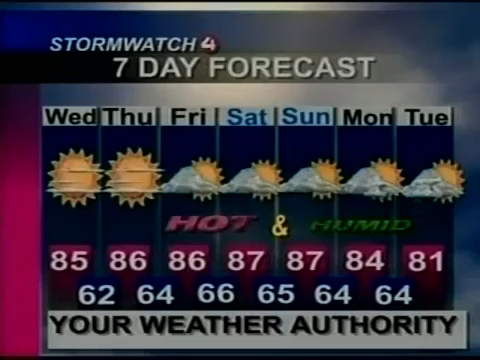 STORMWATCH 4
7 DAY FORECAST
Wed Thu Fri Sat Sun Mon Tue
HOT & HUMID
85 86 86 87 87 84 81
62 64 66 65 64 64
YOUR WEATHER AUTHORITY